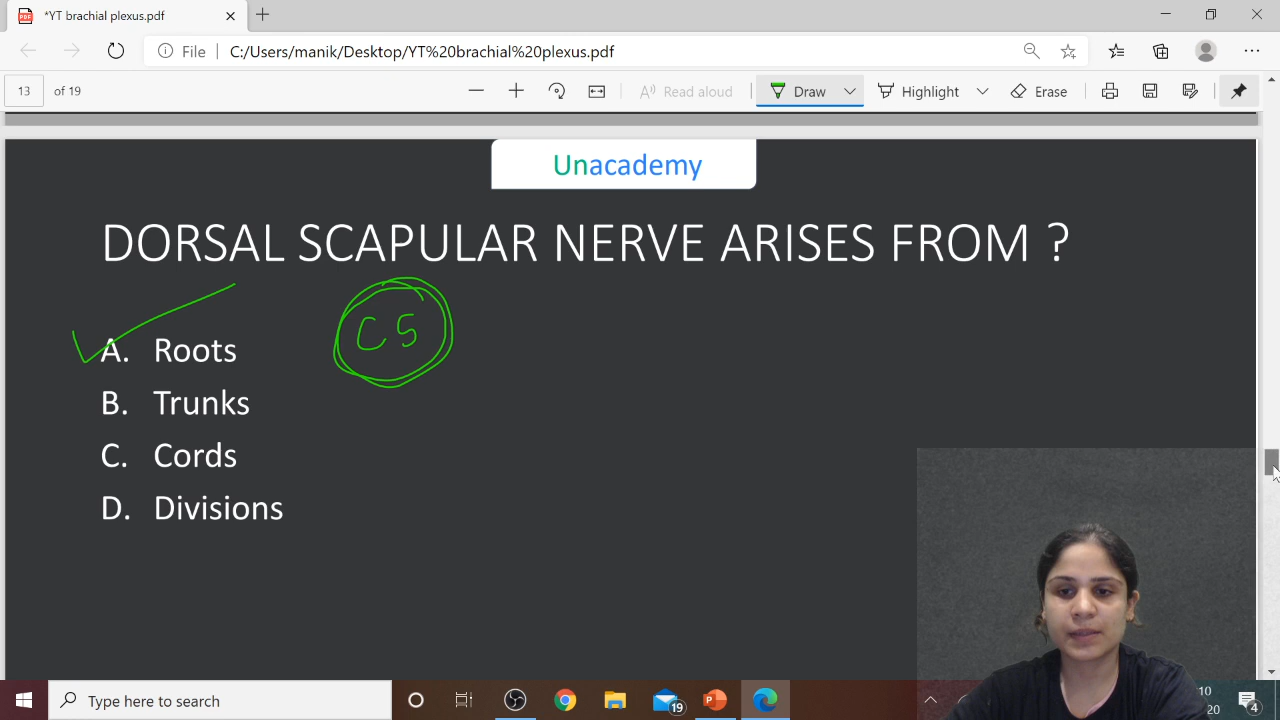 *YT brachial plexus.pdf
File C:/Users/manik/Desktop/YT%20brachial%20plexus.pdf
13 of 19 Read aloud Draw Highlight Erase
Unacademy
DORSAL SCAPULAR NERVE ARISES FROM ?
C5
A. Roots
B. Trunks
C. Cords
D. Divisions
Type here to search
19
10
20
4